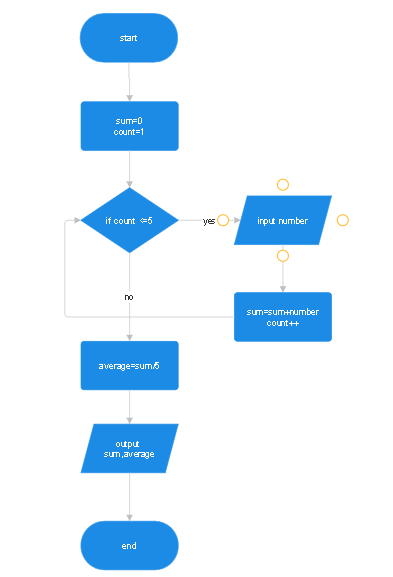 start
sum=0
count=1
if count <=5
yes
input number
no
sum=sum+number
count++
average=sum/5
output
sum,average
end